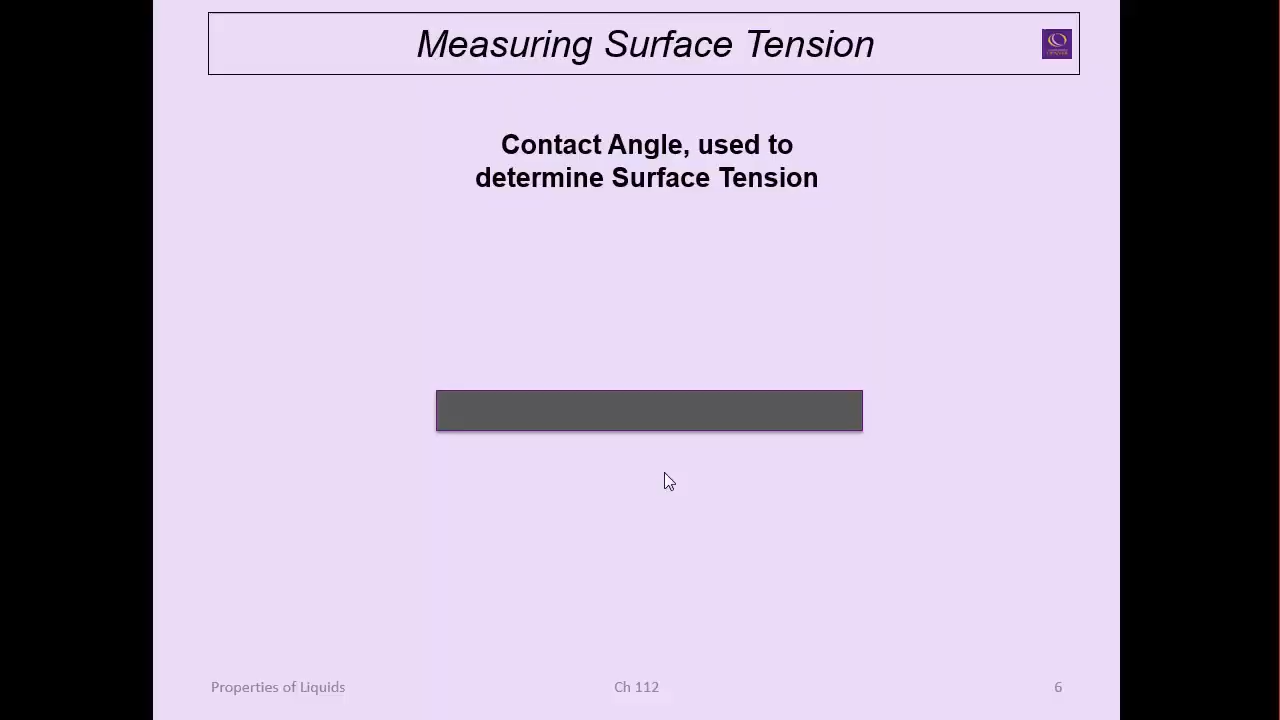 Measuring Surface Tension
Contact Angle, used to
determine Surface Tension
Properties of Liquids
Ch 112
6